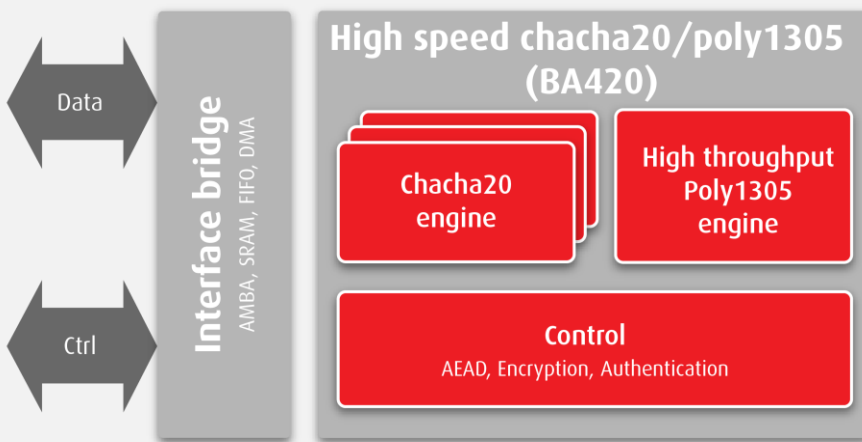 Data
Ctrl
Interface bridge
AMBA, SRAM, FIFO, DMA
High speed chacha20/poly1305
(BA420)
Chacha20
engine
High throughput
Poly1305
engine
Control
AEAD, Encryption, Authentication